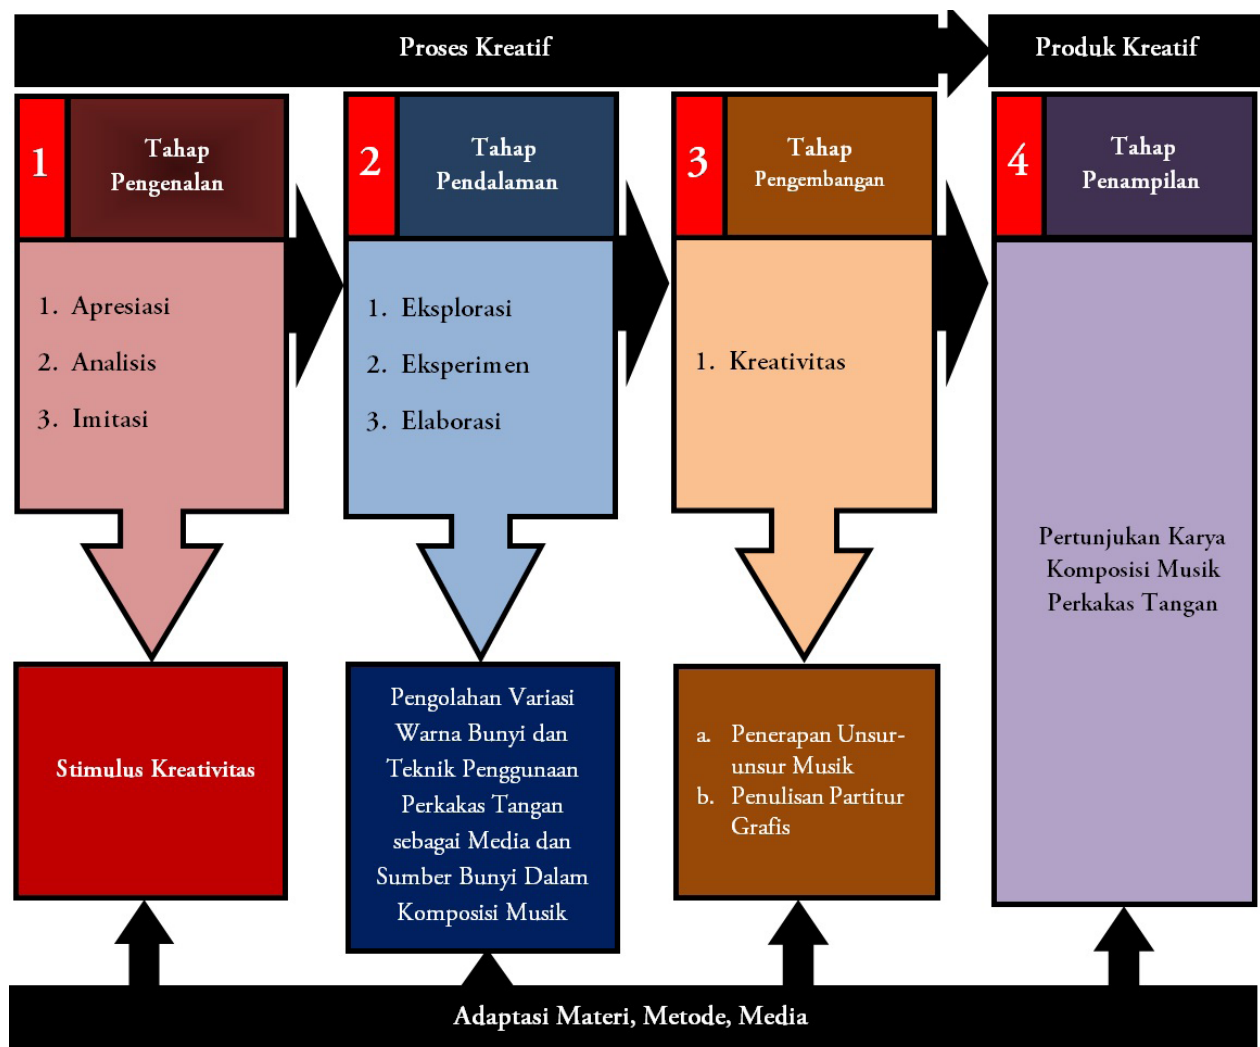 Proses Kreatif
Produk Kreatif
1
Tahap
Pengenalan
2
Tahap
Pendalaman
3
Tahap
Pengembangan
4
Tahap
Penampilan
1. Apresiasi
2. Analisis
3. Imitasi
1. Eksplorasi
2. Eksperimen
3. Elaborasi
1. Kreativitas
Pertunjukan Karya
Komposisi Musik
Perkakas Tangan
Stimulus Kreativitas
Pengolahan Variasi
Warna Bunyi dan
Teknik Penggunaan
Perkakas Tangan
sebagai Media dan
Sumber Bunyi Dalam
Komposisi Musik
a. Penerapan Unsur-
unsur Musik
b. Penulisan Partitur
Grafis
Adaptasi Materi, Metode, Media